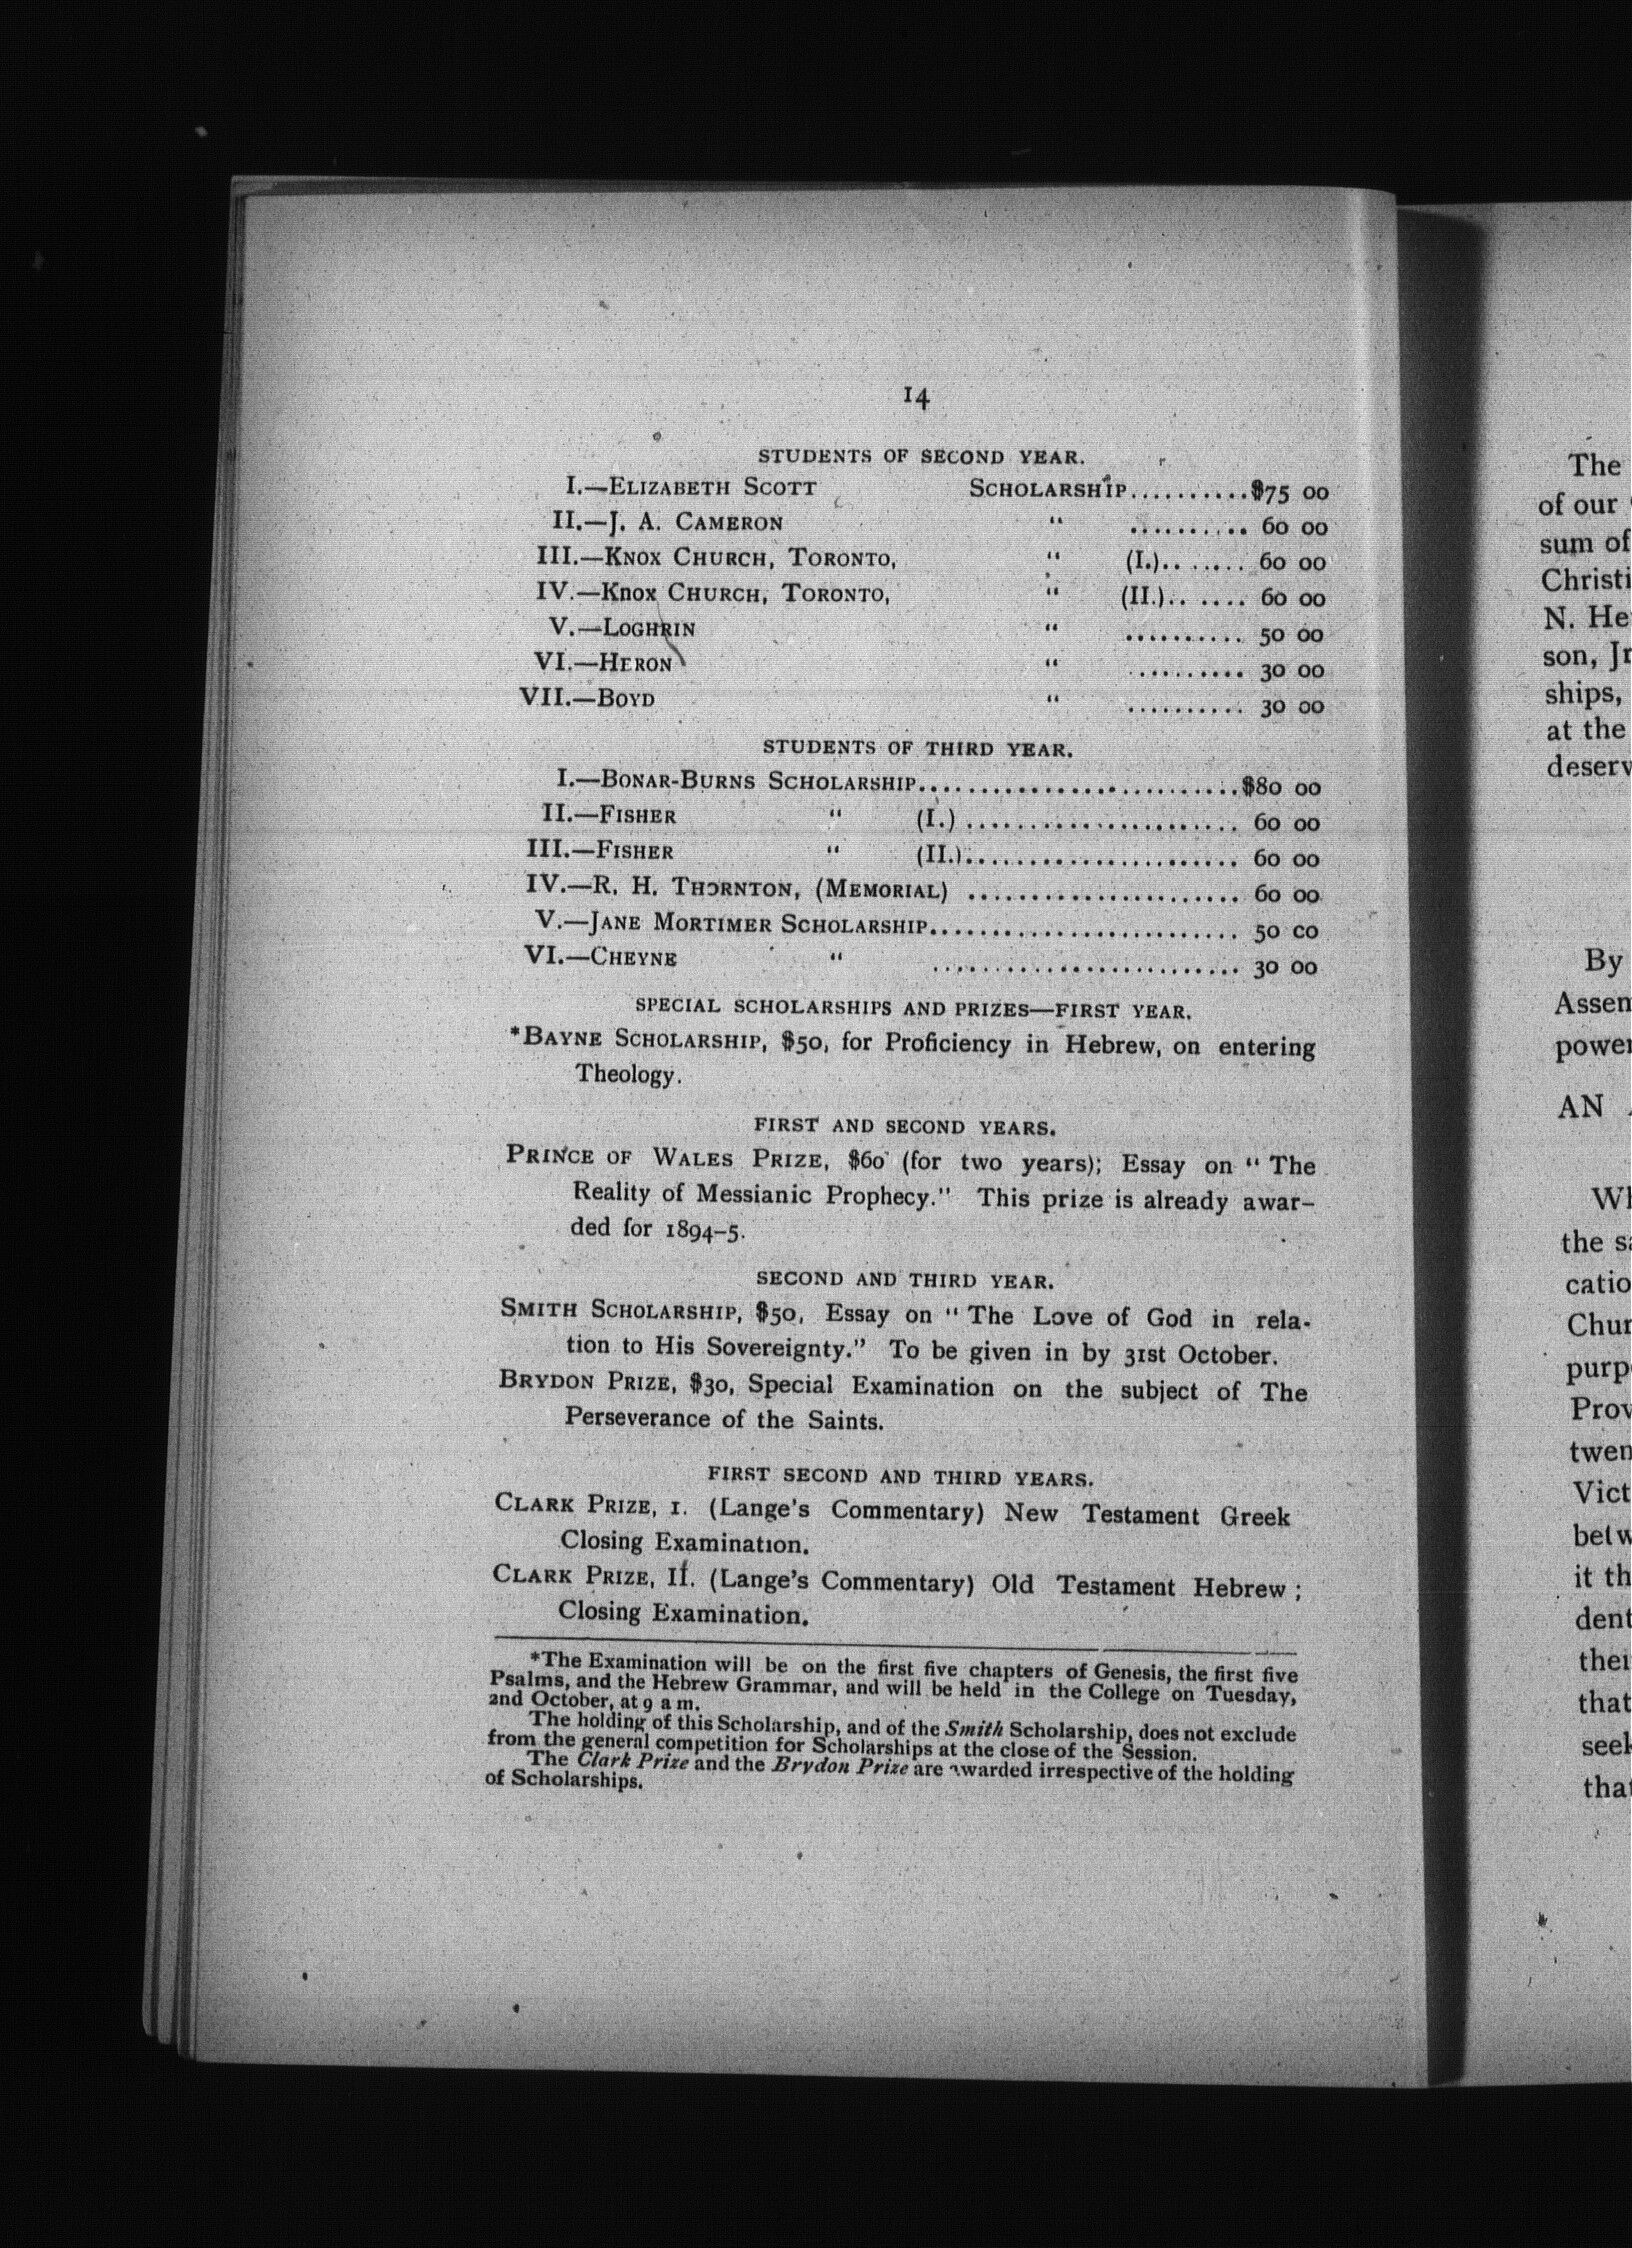 14
STUDENTS OF SECOND YEAR.
I.—ELIZABETH SCOTT SCHOLARSHIP..........$75 00
II.—J. A. CAMERON " .......... 60 00
III.—KNOX CHURCH, TORONTO, " (I.)....... 60 00
IV.—KNOX CHURCH, TORONTO, " (II.)...... 60 00
V.—LOGHRIN " .......... 50 00
VI.—HERON " .......... 30 00
VII.—BOYD " .......... 30 00
STUDENTS OF THIRD YEAR.
I.—BONAR-BURNS SCHOLARSHIP..........................$80 00
II.—FISHER " (I.) ...................... 60 00
III.—FISHER " (II.)...................... 60 00
IV.—R. H. THORNTON, (MEMORIAL) ...................... 60 00
V.—JANE MORTIMER SCHOLARSHIP......................... 50 00
VI.—CHEYNE " ......................... 30 00
SPECIAL SCHOLARSHIPS AND PRIZES—FIRST YEAR.
*BAYNE SCHOLARSHIP, $50, for Proficiency in Hebrew, on entering
Theology.
FIRST AND SECOND YEARS.
PRINCE OF WALES PRIZE, $60 (for two years); Essay on "The
Reality of Messianic Prophecy." This prize is already awar-
ded for 1894-5.
SECOND AND THIRD YEAR.
SMITH SCHOLARSHIP, $50, Essay on "The Love of God in rela-
tion to His Sovereignty." To be given in by 31st October.
BRYDON PRIZE, $30, Special Examination on the subject of The
Perseverance of the Saints.
FIRST SECOND AND THIRD YEARS.
CLARK PRIZE, I. (Lange's Commentary) New Testament Greek
Closing Examination.
CLARK PRIZE, II. (Lange's Commentary) Old Testament Hebrew ;
Closing Examination.
*The Examination will be on the first five chapters of Genesis, the first five
Psalms, and the Hebrew Grammar, and will be held in the College on Tuesday,
2nd October, at 9 a m.
The holding of this Scholarship, and of the Smith Scholarship, does not exclude
from the general competition for Scholarships at the close of the Session.
The Clark Prize and the Brydon Prize are awarded irrespective of the holding
of Scholarships.
The
of our
sum of
Christi
N. He
son, Jr
ships,
at the
deserv
By
Assem
power
AN
Wh
the sa
catio
Chur
purp
Prov
twen
Vict
betw
it th
dent
thei
that
seek
that